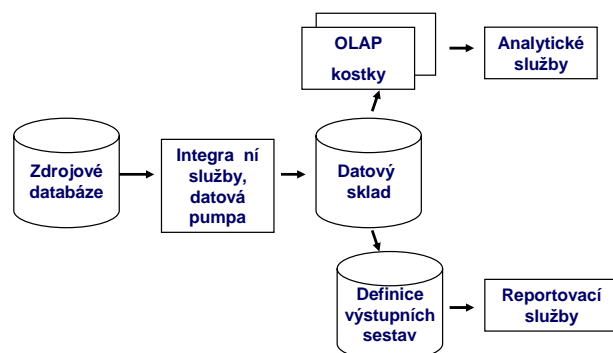 OLAP
kostky
Analytické
služby
Zdrojové
databáze
Integra ní
služby,
datová
pumpa
Datový
sklad
Definice
výstupních
sestav
Reportovací
služby